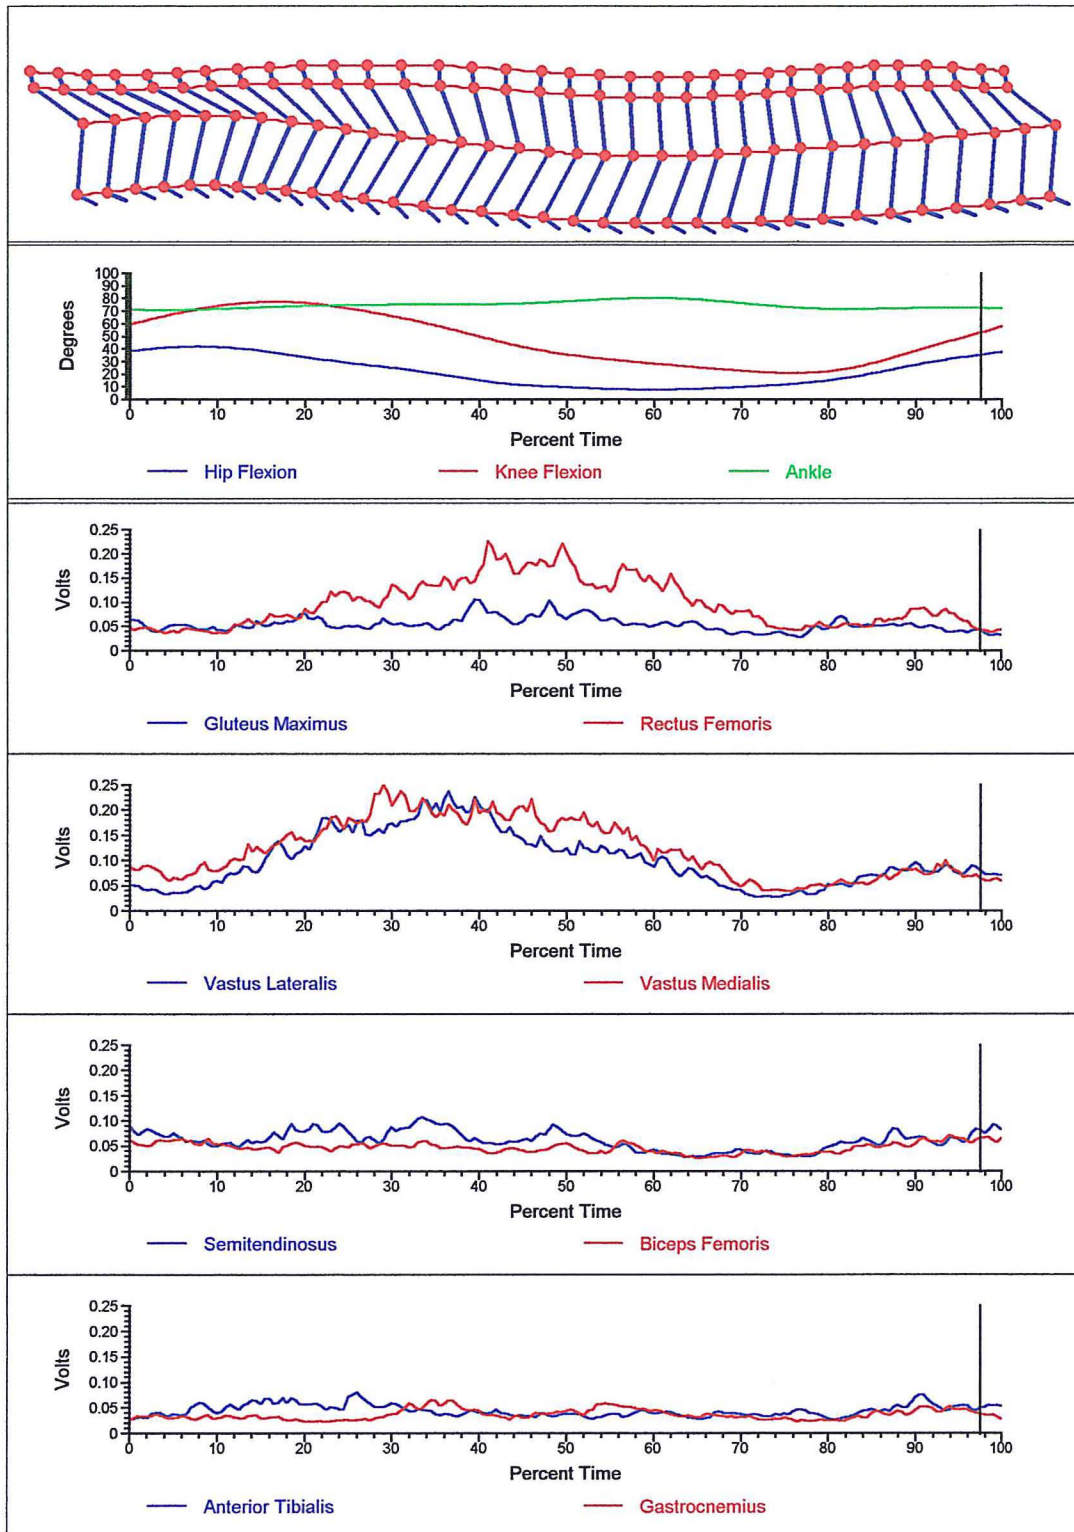 100
90
80
70
60
50
40
30
20
10
0
Degrees
0 10 20 30 40 50 60 70 80 90 100
Percent Time
Hip Flexion Knee Flexion Ankle
0.25
0.20
0.15
0.10
0.05
0
Volts
0 10 20 30 40 50 60 70 80 90 100
Percent Time
Gluteus Maximus Rectus Femoris
0.25
0.20
0.15
0.10
0.05
0
Volts
0 10 20 30 40 50 60 70 80 90 100
Percent Time
Vastus Lateralis Vastus Medialis
0.25
0.20
0.15
0.10
0.05
0
Volts
0 10 20 30 40 50 60 70 80 90 100
Percent Time
Semitendinosus Biceps Femoris
0.25
0.20
0.15
0.10
0.05
0
Volts
0 10 20 30 40 50 60 70 80 90 100
Percent Time
Anterior Tibialis Gastrocnemius